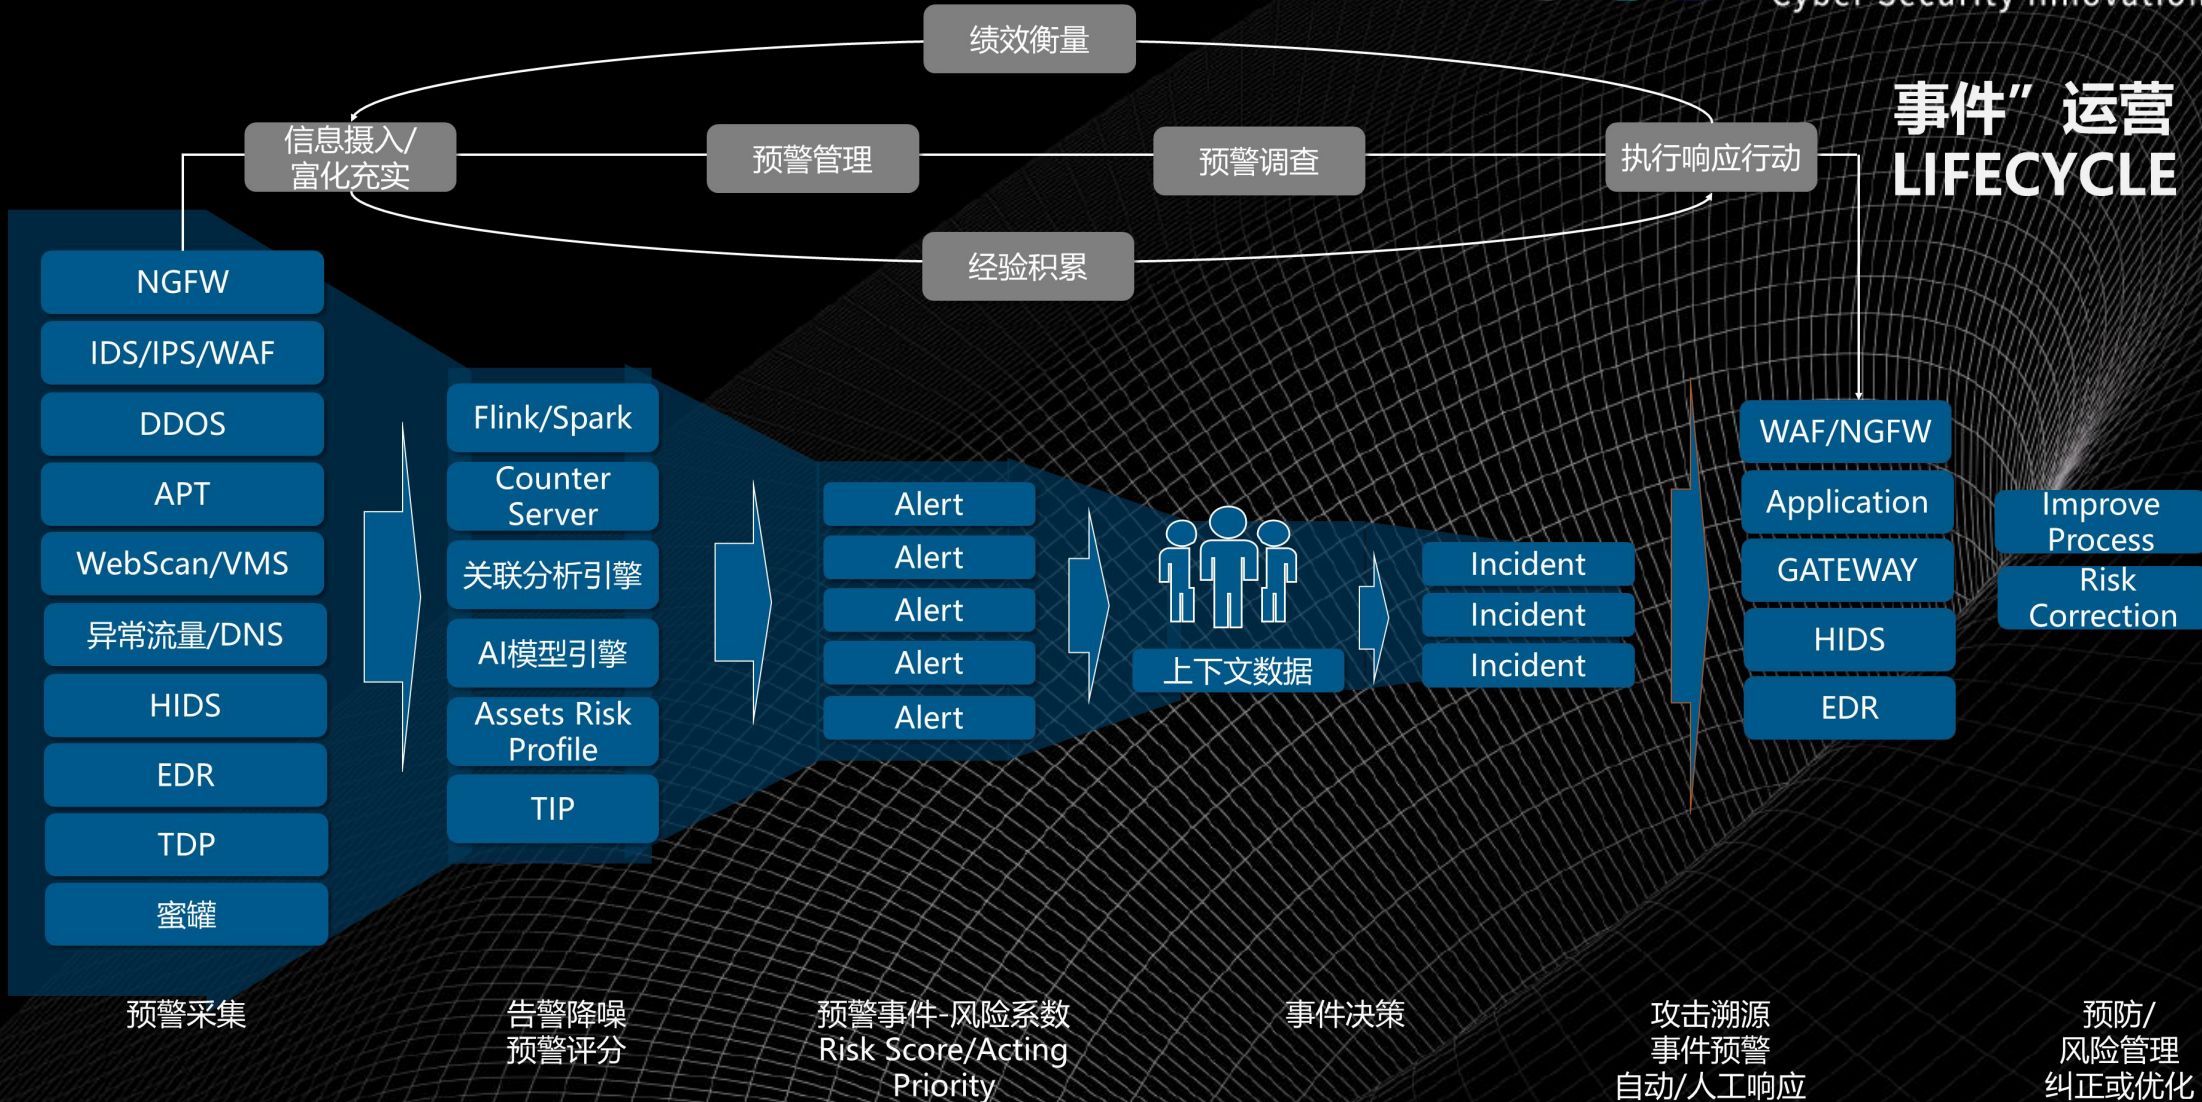 Cyber Security Innovation
绩效衡量
事件”运营
LIFECYCLE
信息摄入/
富化充实
预警管理
预警调查
执行响应行动
经验积累
NGFW
IDS/IPS/WAF
DDOS
APT
WebScan/VMS
异常流量/DNS
HIDS
EDR
TDP
蜜罐
Flink/Spark
Counter
Server
关联分析引擎
AI模型引擎
Assets Risk
Profile
TIP
Alert
Alert
Alert
Alert
Alert
上下文数据
Incident
Incident
Incident
WAF/NGFW
Application
GATEWAY
HIDS
EDR
Improve
Process
Risk
Correction
预警采集
告警降噪
预警评分
预警事件-风险系数
Risk Score/Acting
Priority
事件决策
攻击溯源
事件预警
自动/人工响应
预防/
风险管理
纠正或优化